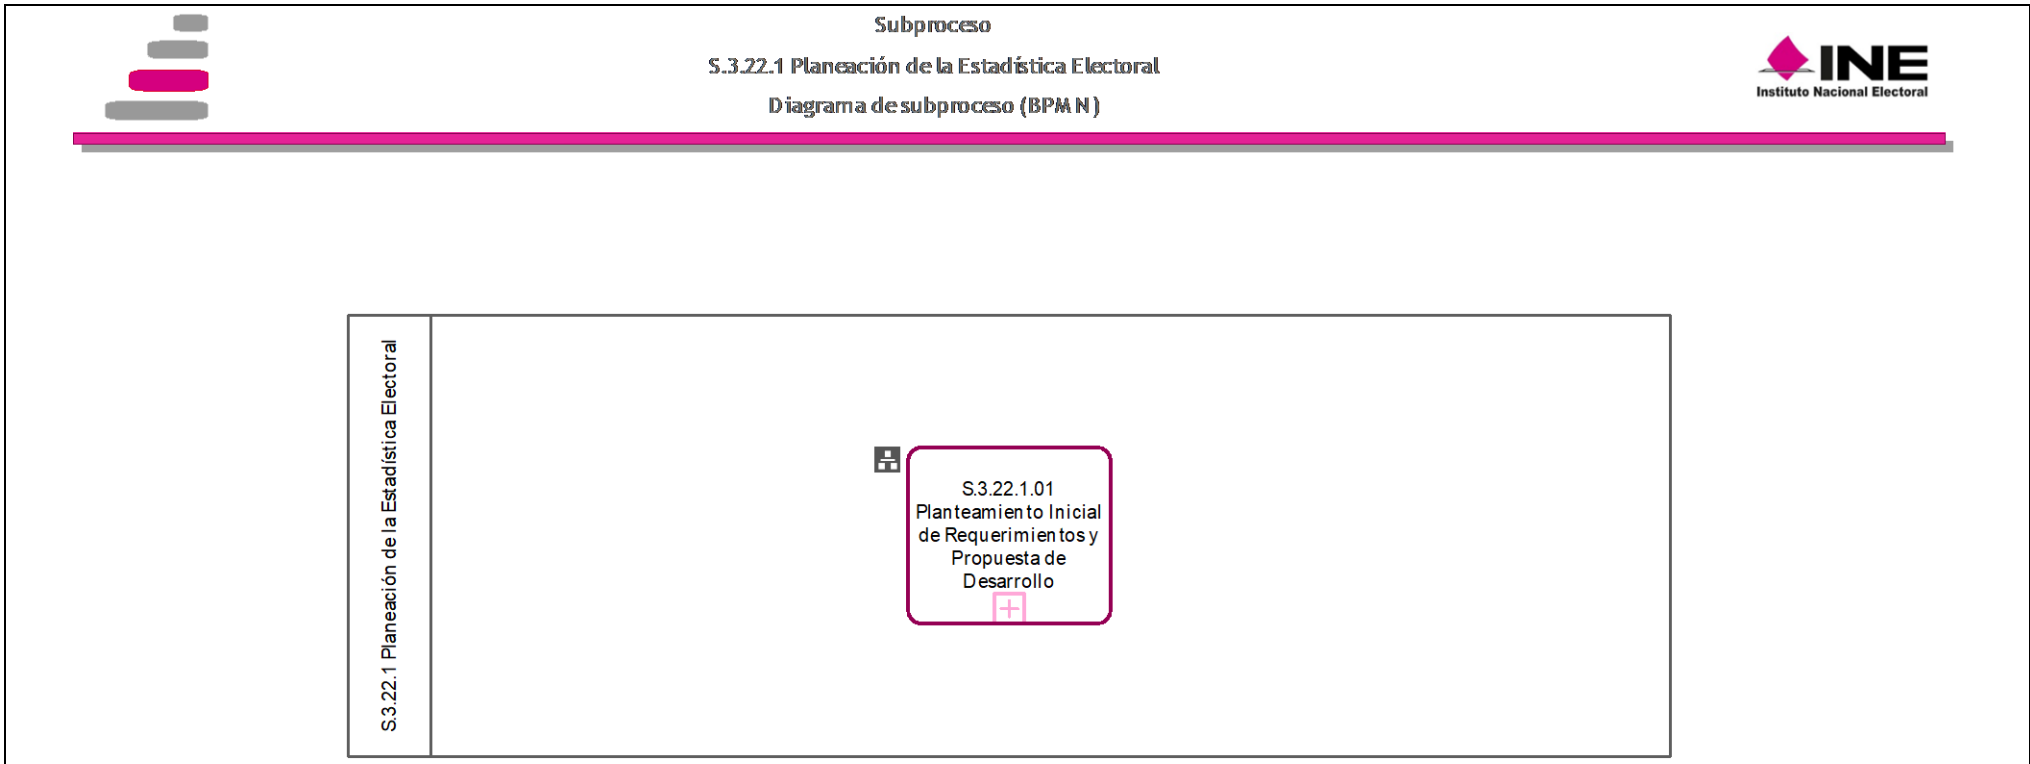 Subproceso
S.3.22.1 Planeación de la Estadística Electoral
Diagrama de subproceso (BPMN)
INE
Instituto Nacional Electoral
S.3.22.1 Planeación de la Estadística Electoral
S.3.22.1.01
Planteamiento Inicial
de Requerimientos y
Propuesta de
Desarrollo